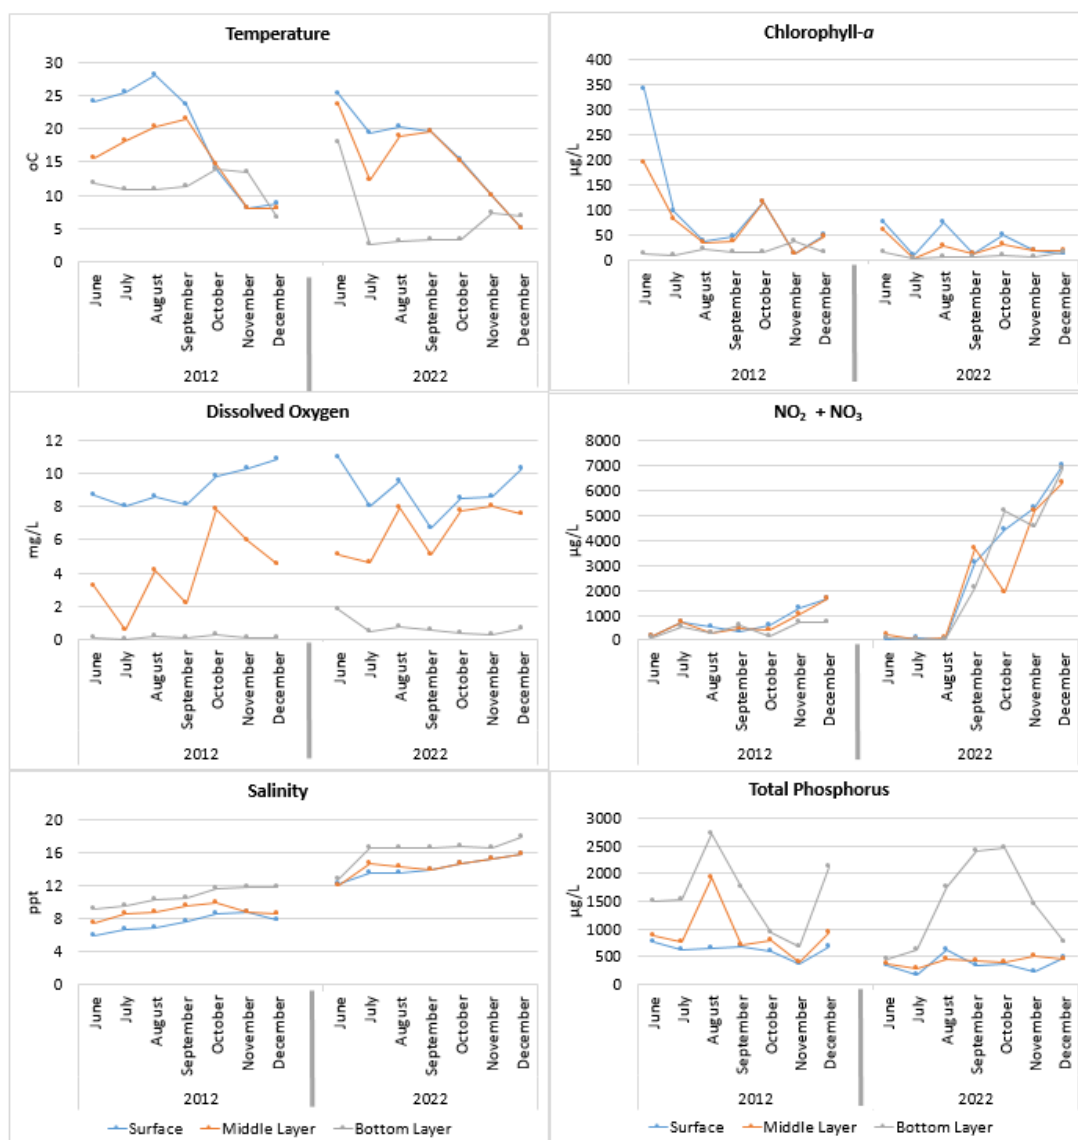 Temperature
30
25
20
15
10
5
0
oC
June
July
August
September
October
November
December
June
July
August
September
October
November
December
2012
2022
Chlorophyll-a
400
350
300
250
200
150
100
50
0
µg/L
June
July
August
September
October
November
December
June
July
August
September
October
November
December
2012
2022
Dissolved Oxygen
12
10
8
6
4
2
0
mg/L
June
July
August
September
October
November
December
June
July
August
September
October
November
December
2012
2022
NO₂ + NO₃
8000
7000
6000
5000
4000
3000
2000
1000
0
µg/L
June
July
August
September
October
November
December
June
July
August
September
October
November
December
2012
2022
Salinity
20
16
12
8
4
0
ppt
June
July
August
September
October
November
December
June
July
August
September
October
November
December
2012
2022
Surface Middle Layer Bottom Layer
Total Phosphorus
3000
2500
2000
1500
1000
500
0
µg/L
June
July
August
September
October
November
December
June
July
August
September
October
November
December
2012
2022
Surface Middle Layer Bottom Layer